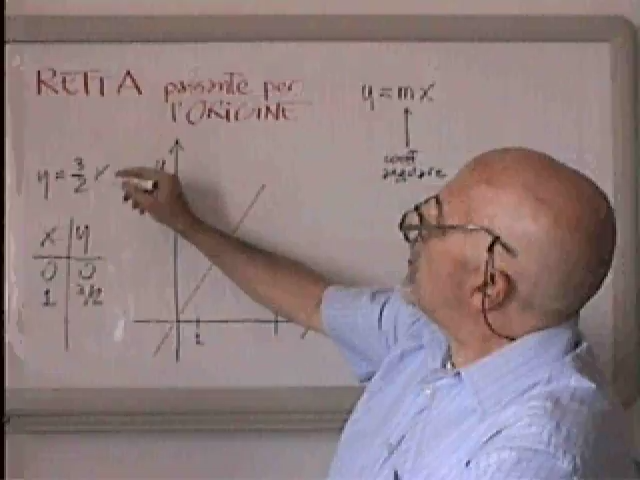 RETTA passante per
l'ORIGINE
y = mx
coeff
angolare
y = 3/2 x
x y
0 0
1 3/2
y
1